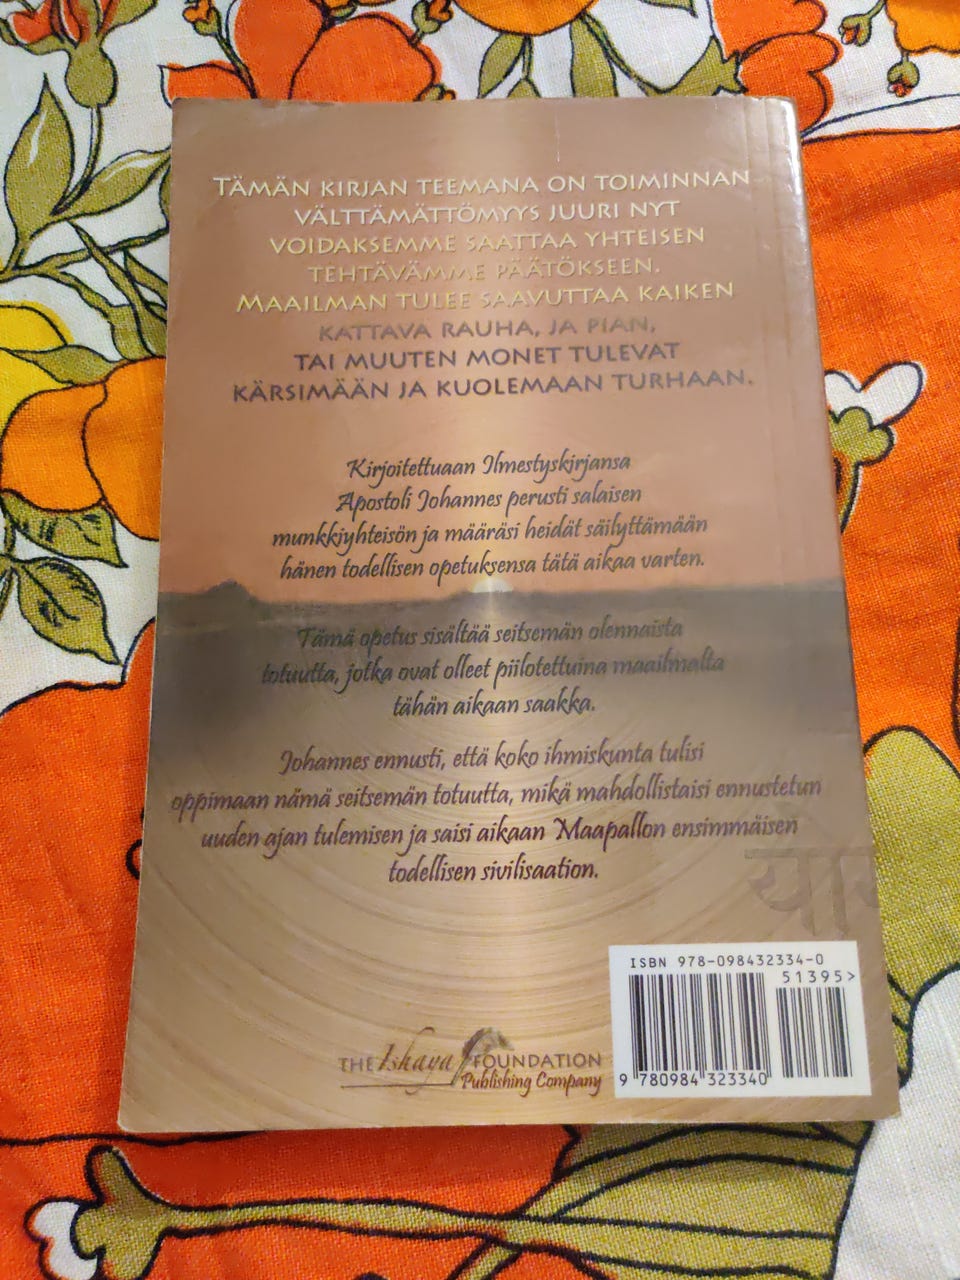 TÄMÄN KIRJAN TEEMANA ON TOIMINNAN
VÄLTTÄMÄTTÖMYYS JUURI NYT
VOIDAKSEMME SAATTAA YHTEISEN
TEHTÄVÄMME PÄÄTÖKSEEN.
MAAILMAN TULEE SAAVUTTAA KAIKEN
KATTAVA RAUHA, JA PIAN,
TAI MUUTEN MONET TULEVAT
KÄRSIMÄÄN JA KUOLEMAAN TURHAAN.
Kirjoitettuaan Ilmestyskirjansa
Apostoli Johannes perusti salaisen
munkkiyhteisön ja määräsi heidät säilyttämään
hänen todellisen opetuksensa tätä aikaa varten.
Tämä opetus sisältää seitsemän olennaista
totuutta, jotka ovat olleet piilotettuina maailmalta
tähän aikaan saakka.
Johannes ennusti, että koko ihmiskunta tulisi
oppimaan nämä seitsemän totuutta, mikä mahdollistaisi ennustetun
uuden ajan tulemisen ja saisi aikaan Maapallon ensimmäisen
todellisen sivilisaation.
ISBN 978-098432334-0
51395>
9 780984 323340
THE Ishaya FOUNDATION
Publishing Company